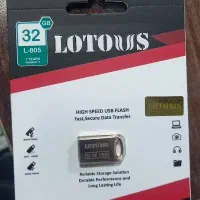 32 GB
L-805
LOTOUS
HIGH SPEED USB FLASH
Fast,Secure Data Transfer
LOTOUS
Reliable Storage Solution
Durable Performance and
Long Lasting Life